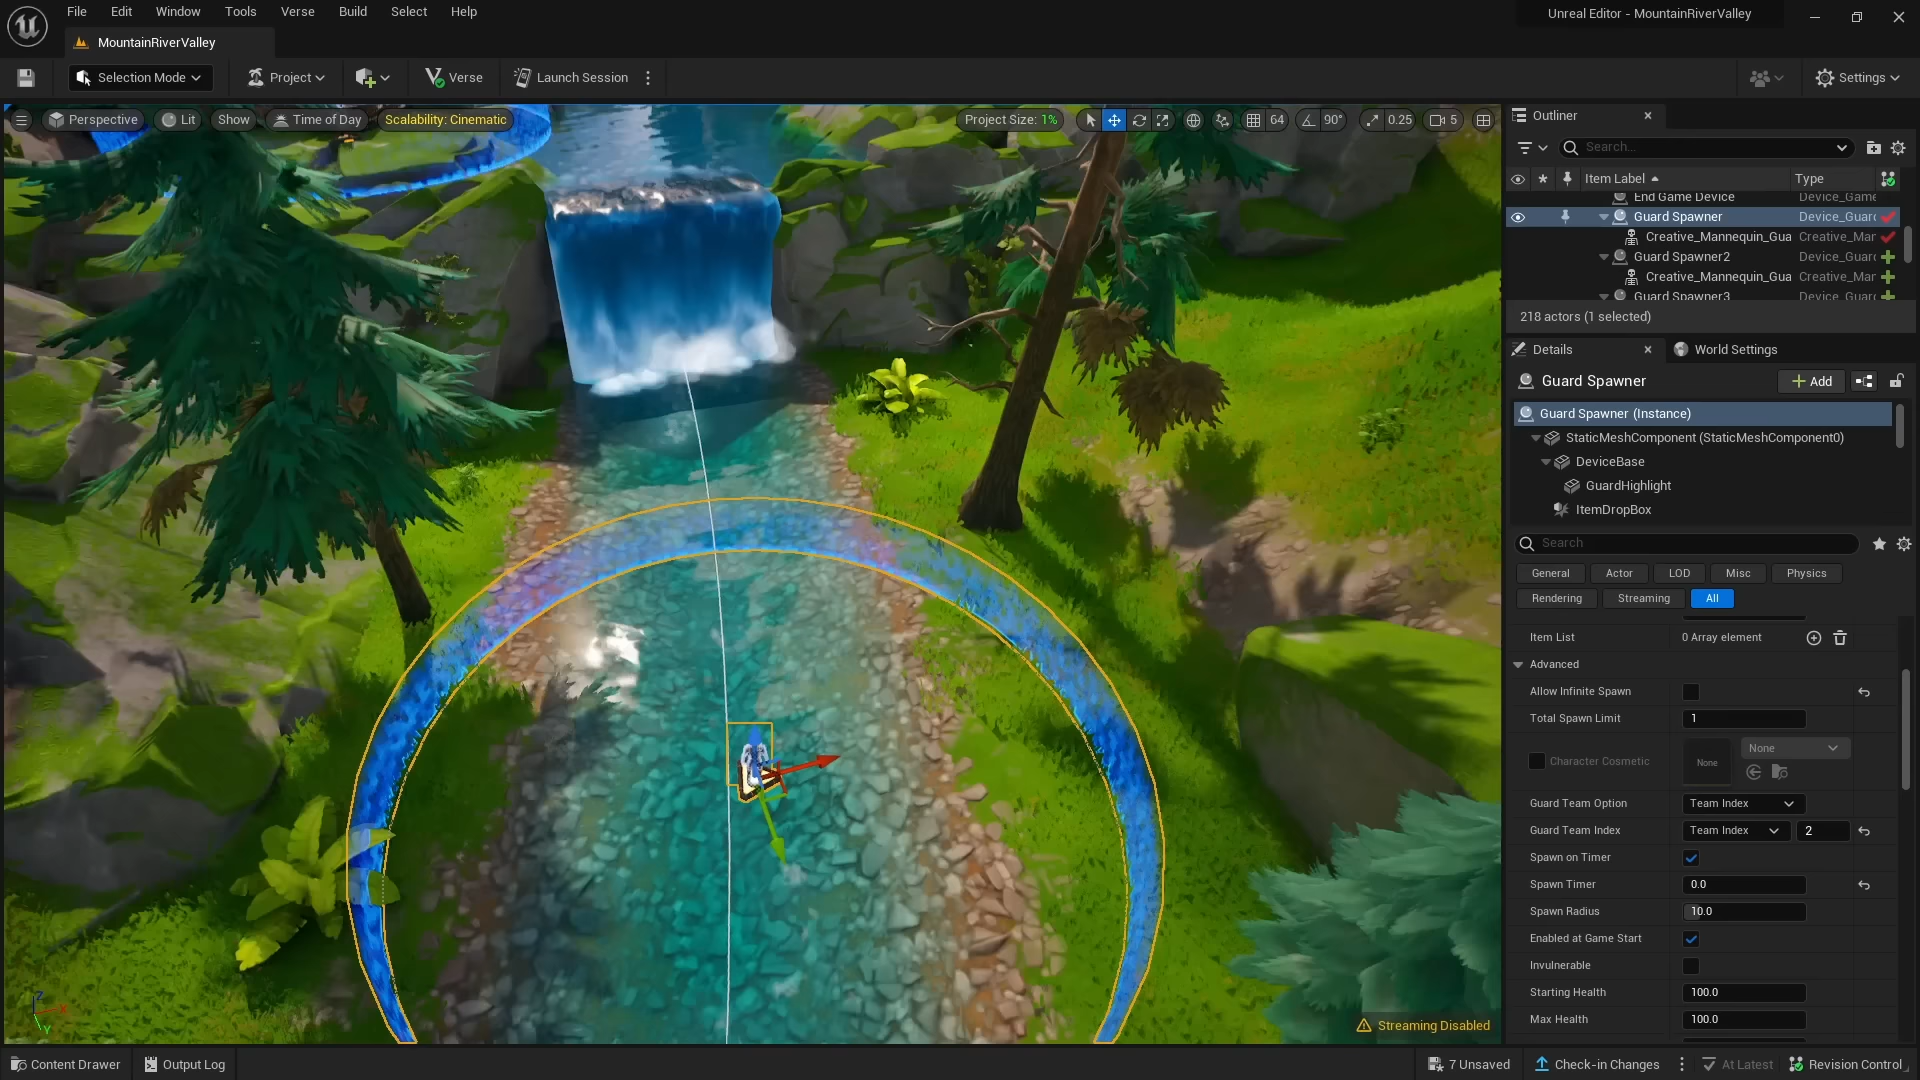 File Edit Window Tools Verse Build Select Help
Unreal Editor - MountainRiverValley
MountainRiverValley
Selection Mode
Project
Verse
Launch Session
Settings
Perspective
Lit
Show
Time of Day
Scalability: Cinematic
Project Size: 1%
64
90°
0.25
5
Outliner
Search...
Item Label
Type
End Game Device Device_Game
Guard Spawner Device_Guard
Creative_Mannequin_Gua Creative_Man
Guard Spawner2 Device_Guard
Creative_Mannequin_Gua Creative_Man
Guard Spawner3 Device_Guard
218 actors (1 selected)
Details
World Settings
Guard Spawner
Add
Guard Spawner (Instance)
StaticMeshComponent (StaticMeshComponent0)
DeviceBase
GuardHighlight
ItemDropBox
Search
General Actor LOD Misc Physics
Rendering Streaming All
Item List 0 Array element
Advanced
Allow Infinite Spawn
Total Spawn Limit 1
Character Cosmetic None None
Guard Team Option Team Index
Guard Team Index Team Index 2
Spawn on Timer
Spawn Timer 0.0
Spawn Radius 10.0
Enabled at Game Start
Invulnerable
Starting Health 100.0
Max Health 100.0
Z
X
Y
Streaming Disabled
Content Drawer
Output Log
7 Unsaved
Check-in Changes
At Latest
Revision Control